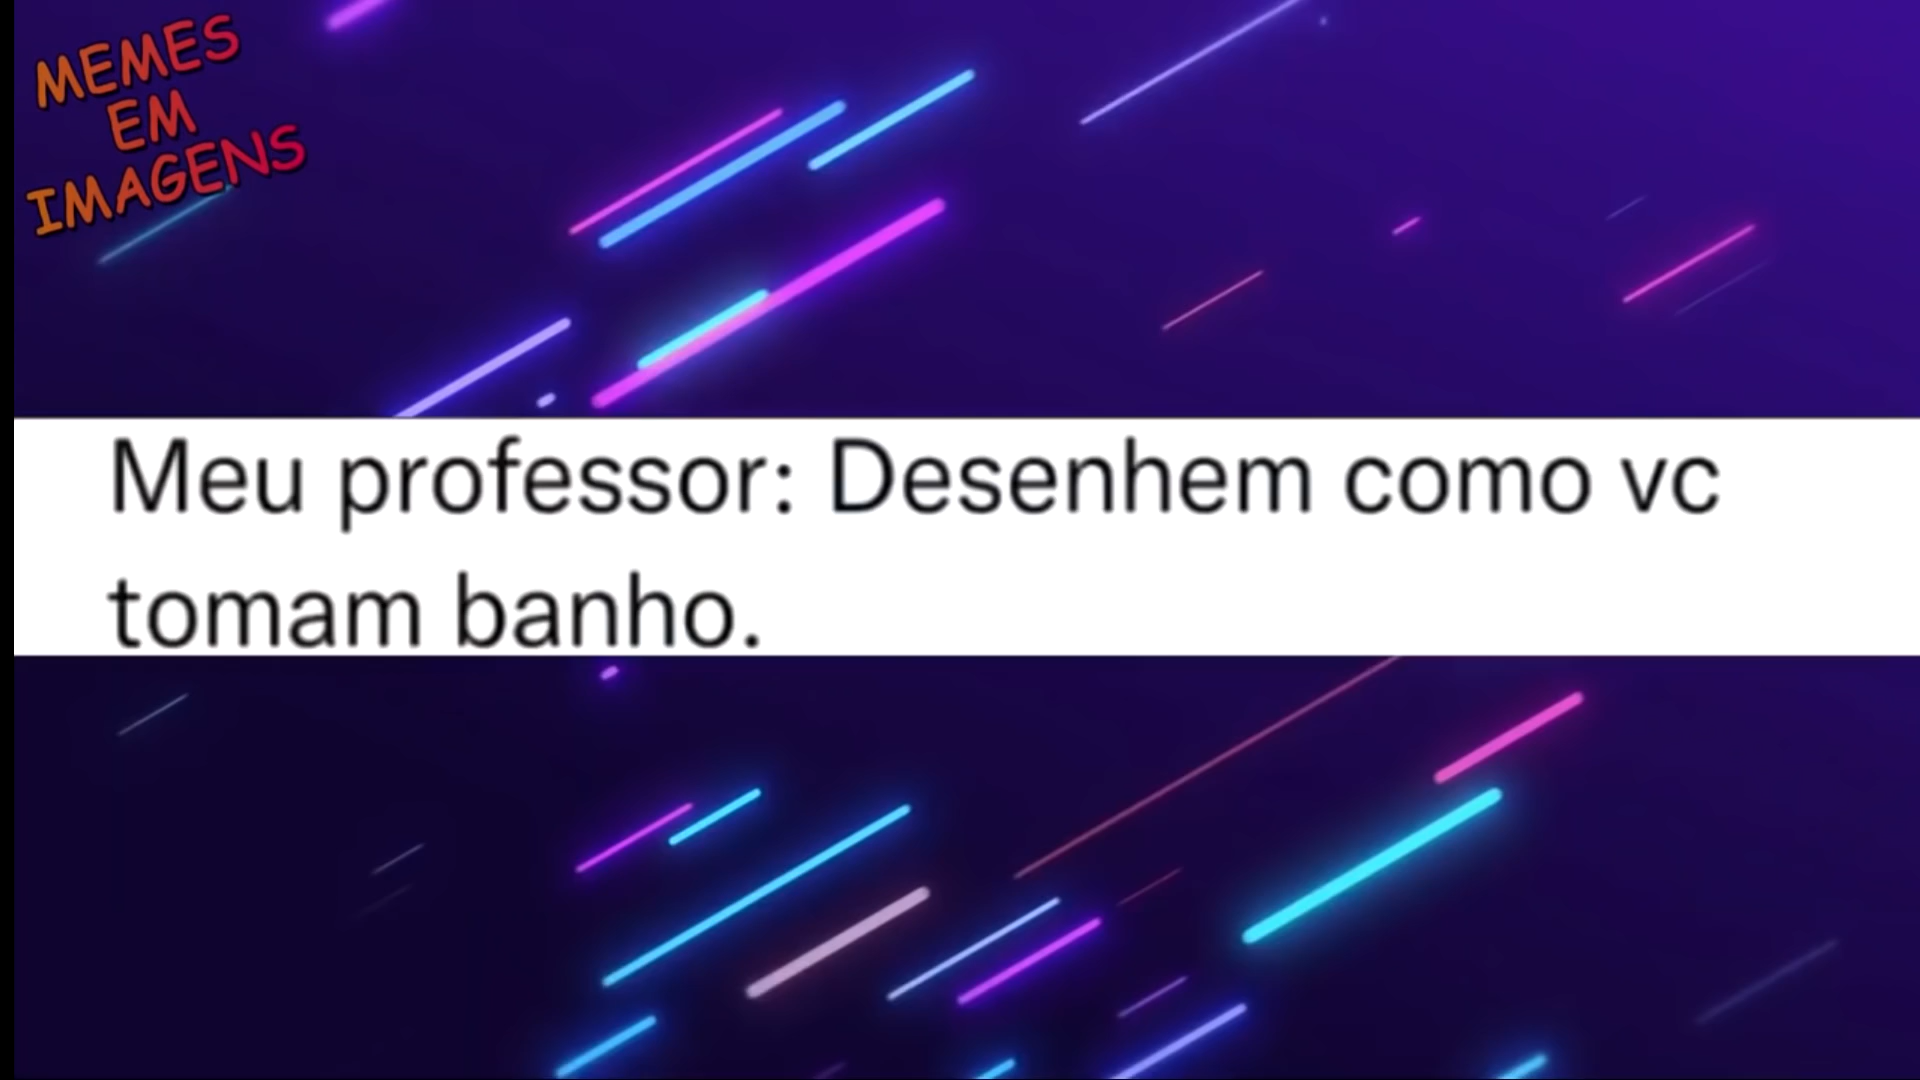 MEMES
EM
IMAGENS
Meu professor: Desenhem como vc
tomam banho.